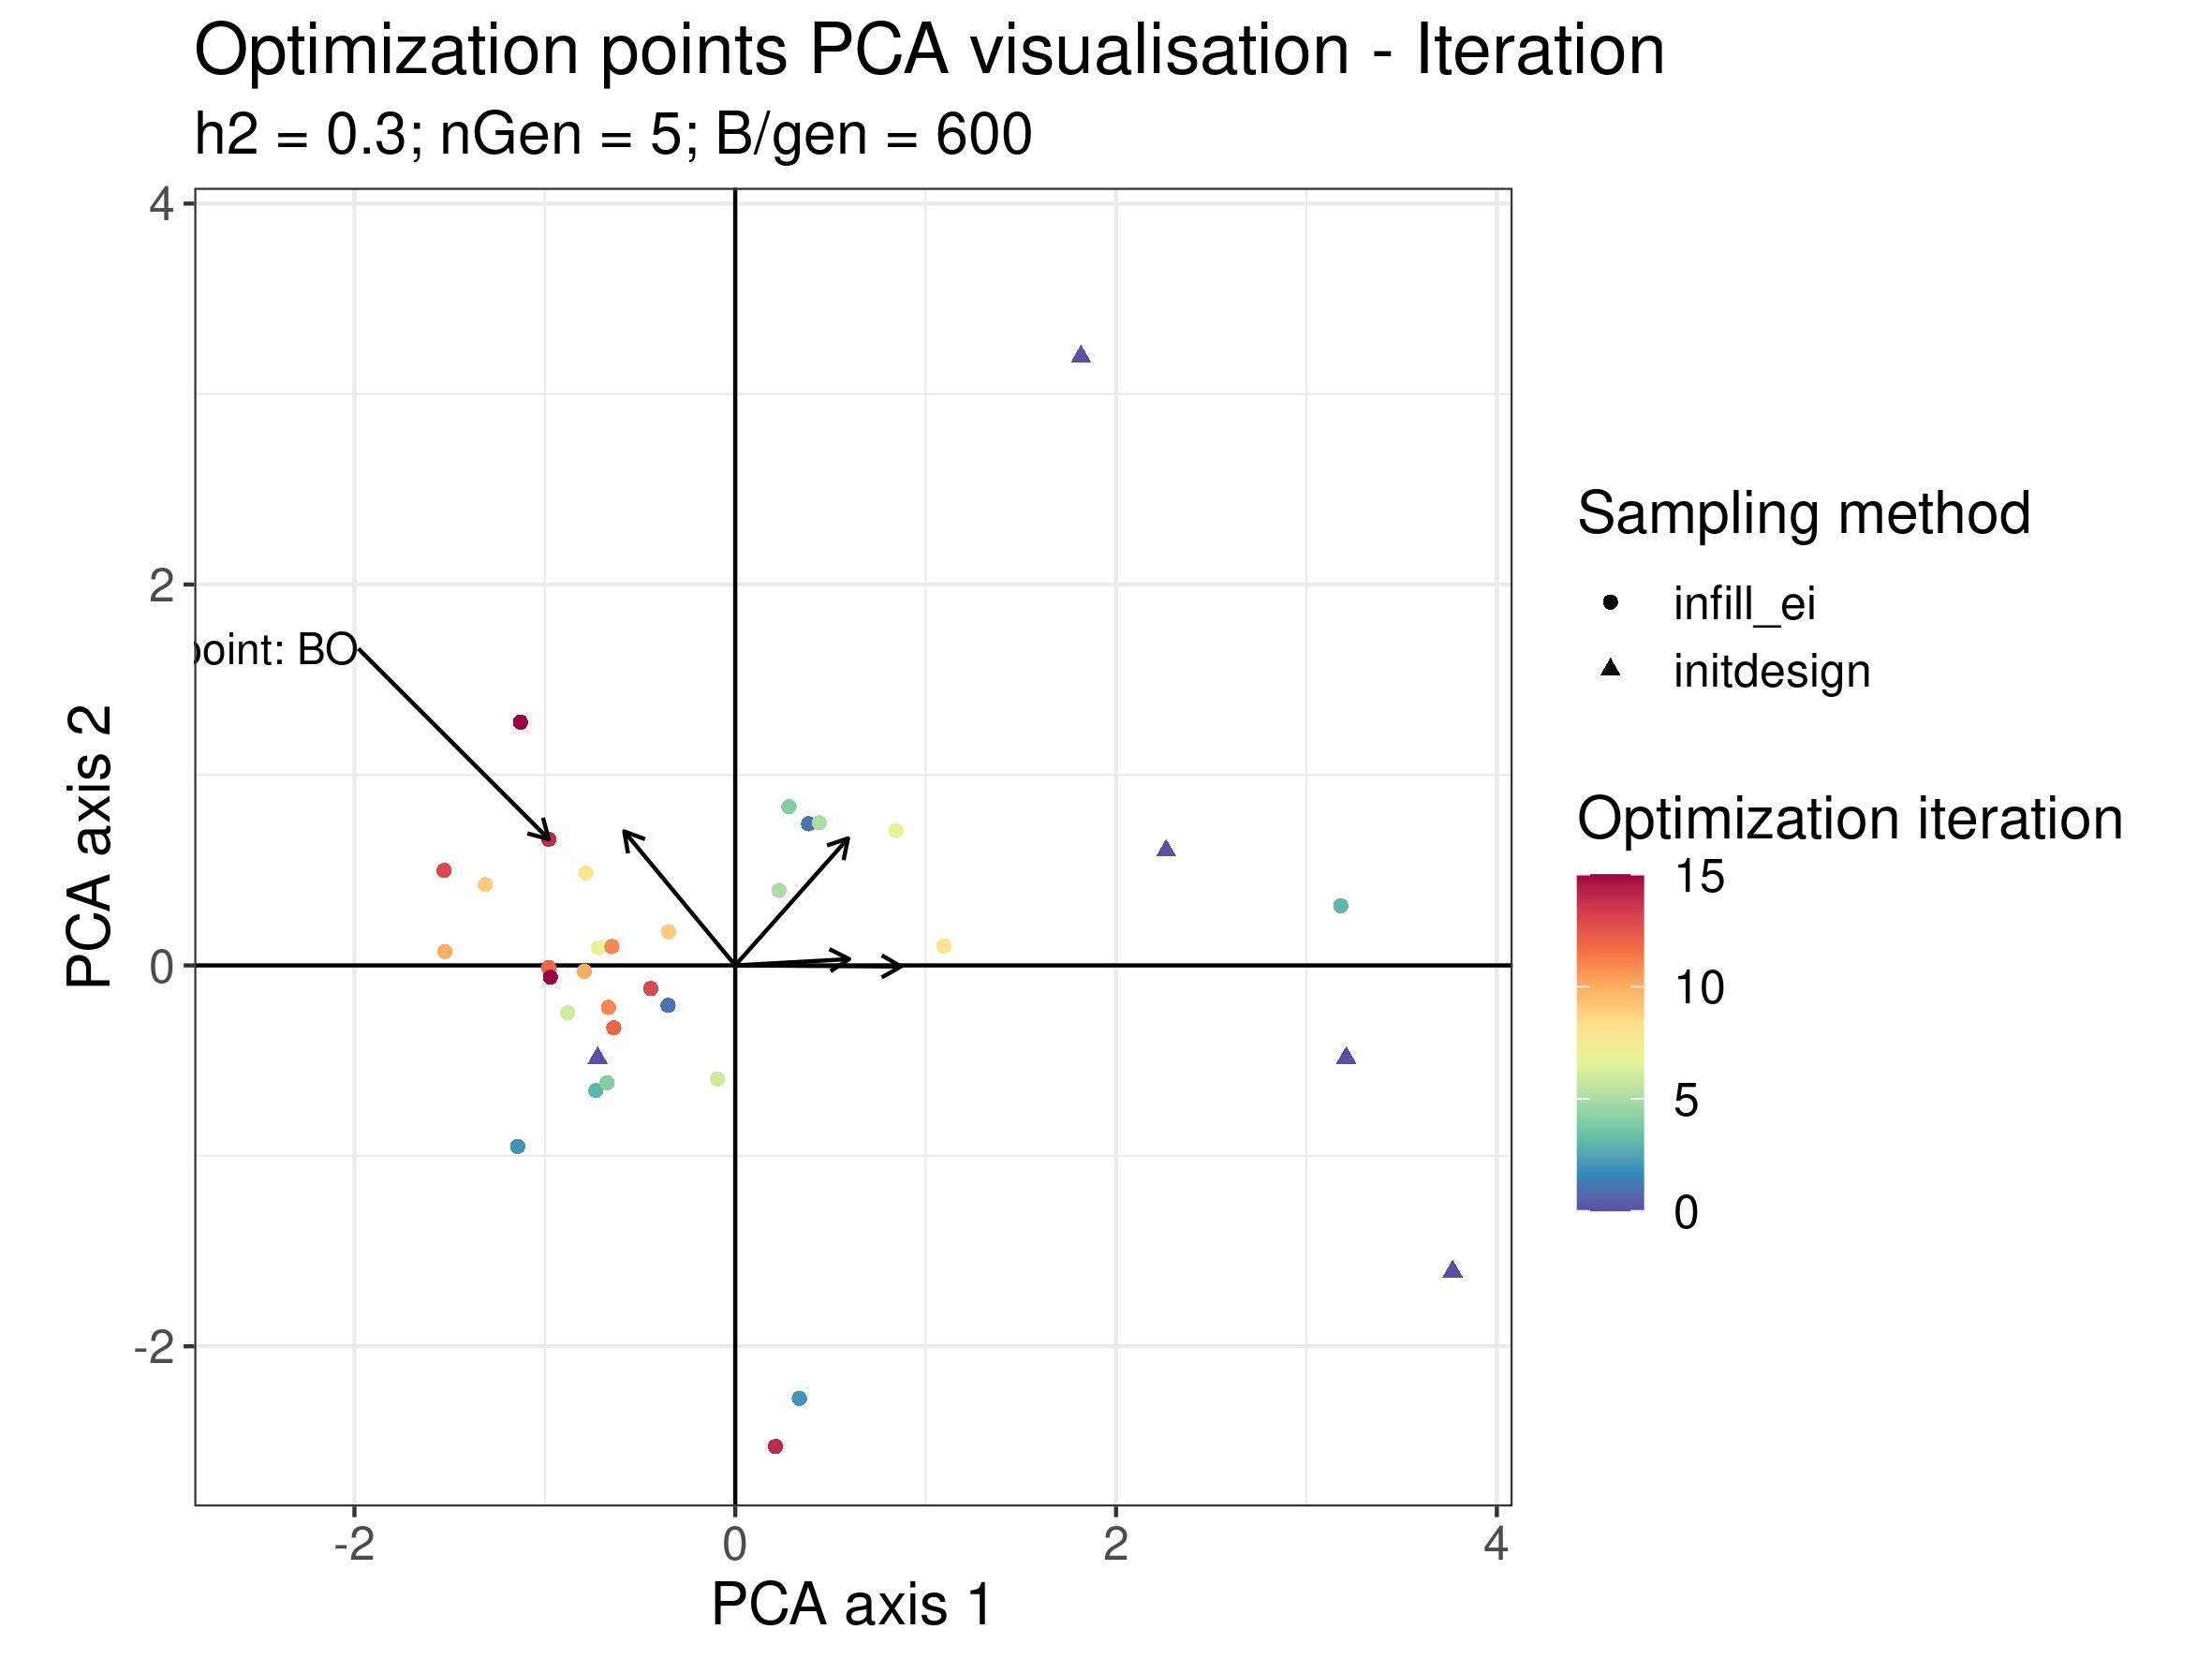 Optimization points PCA visualisation - Iteration
h2 = 0.3; nGen = 5; B/gen = 600
4
2
0
-2
PCA axis 2
point: BO
-2
0
2
4
PCA axis 1
Sampling method
infill_ei
initdesign
Optimization iteration
15
10
5
0